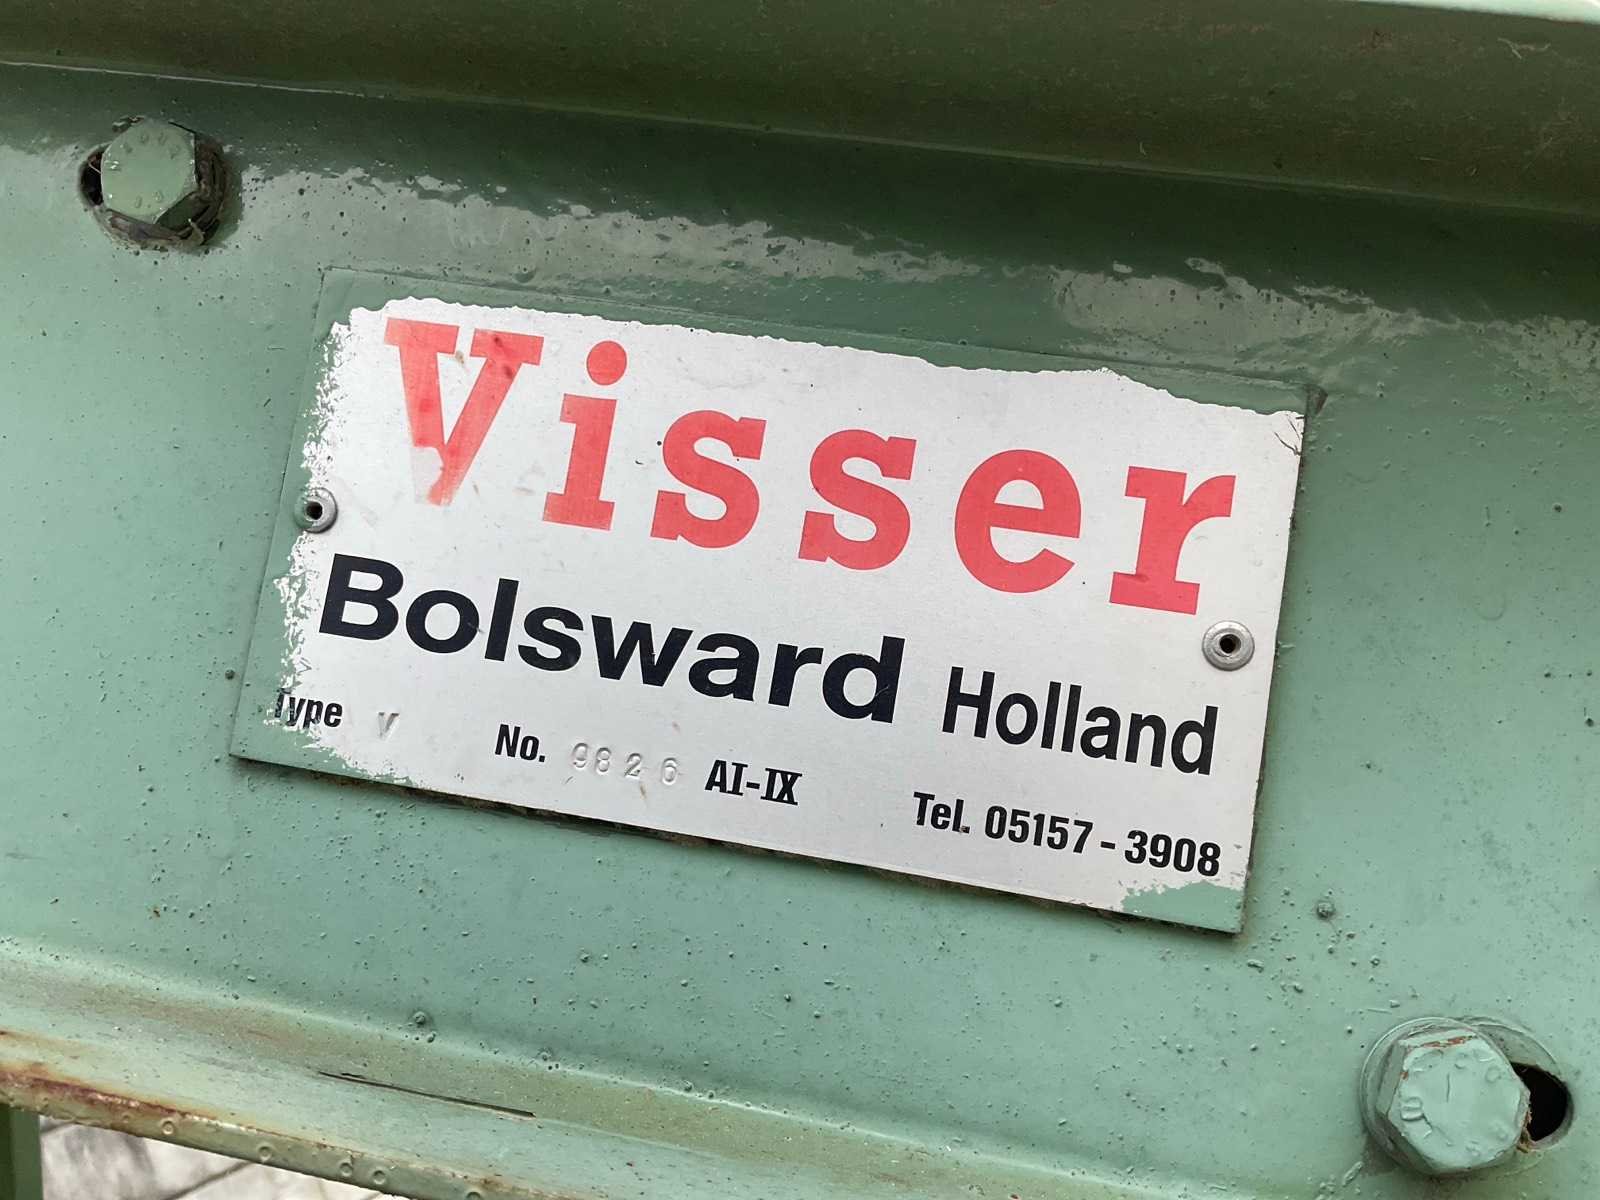 Visser
Bolsward Holland
Type V No. 9826 AI-IX Tel. 05157-3908